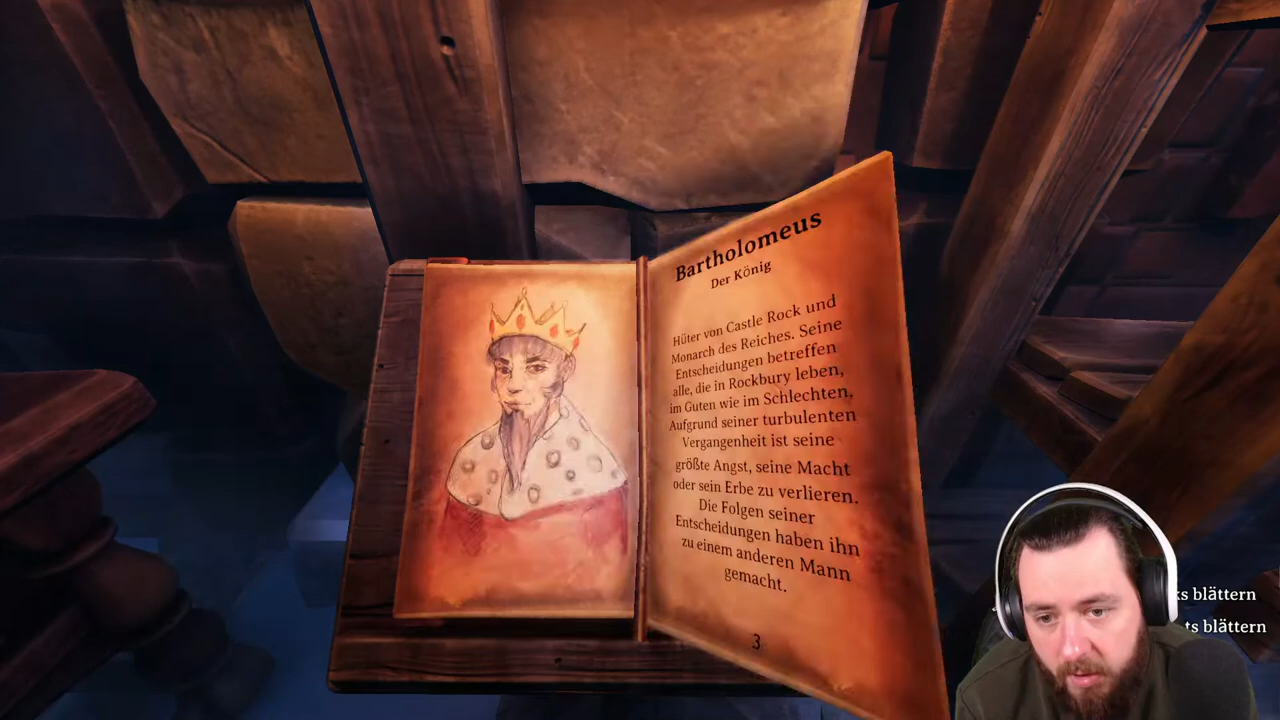 Bartholomeus
Der König
Hüter von Castle Rock und
Monarch des Reiches. Seine
Entscheidungen betreffen
alle, die in Rockbury leben,
im Guten wie im Schlechten,
Aufgrund seiner turbulenten
Vergangenheit ist seine
größte Angst, seine Macht
oder sein Erbe zu verlieren.
Die Folgen seiner
Entscheidungen haben ihn
zu einem anderen Mann
gemacht.
3
blättern
blättern